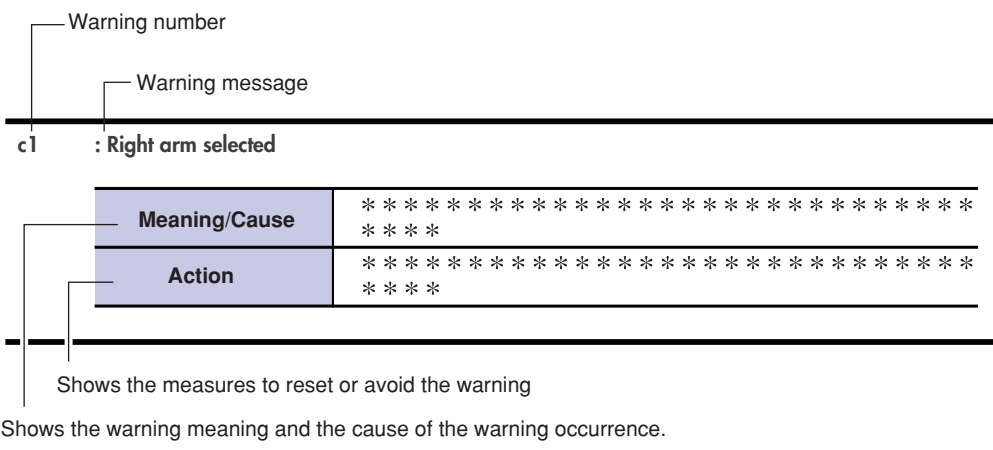 Warning number
Warning message
c1 : Right arm selected
Meaning/Cause ＊＊＊＊＊＊＊＊＊＊＊＊＊＊＊＊＊＊＊＊＊＊＊＊＊＊＊＊＊
＊＊＊＊
Action ＊＊＊＊＊＊＊＊＊＊＊＊＊＊＊＊＊＊＊＊＊＊＊＊＊＊＊＊＊
＊＊＊＊
Shows the measures to reset or avoid the warning
Shows the warning meaning and the cause of the warning occurrence.